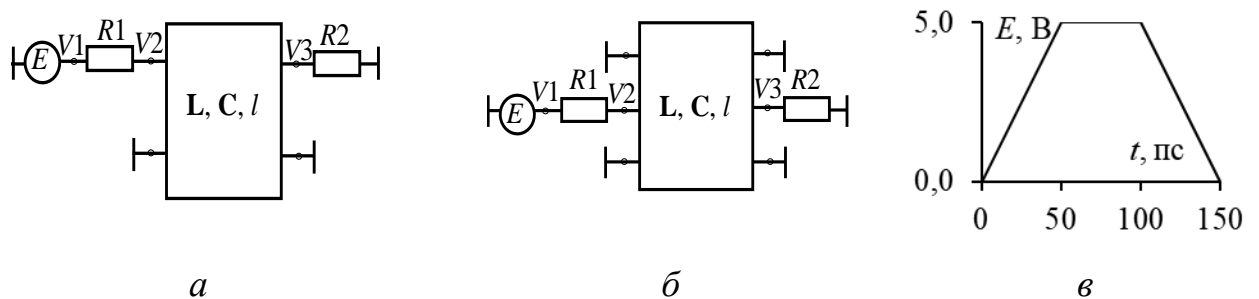 E V1 R1 V2 L, C, l V3 R2
E V1 R1 V2 L, C, l V3 R2
5,0 E, В
t, пс
0,0
0 50 100 150
а б в